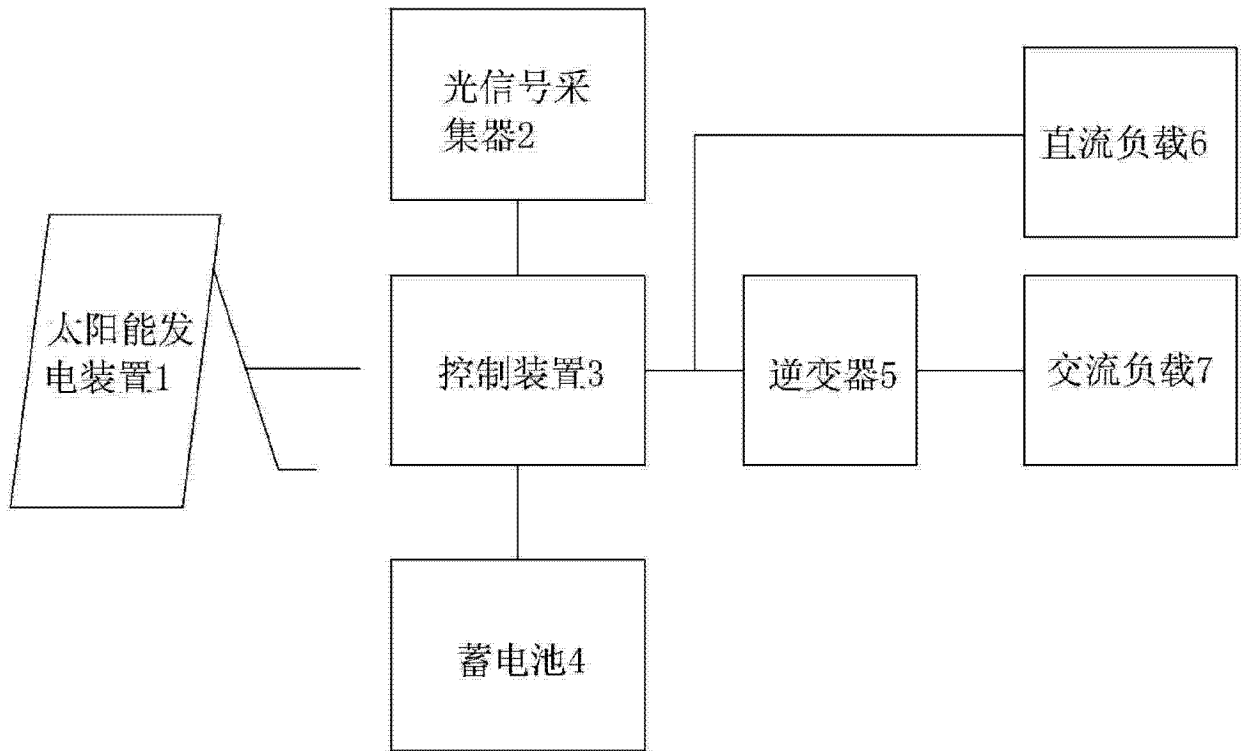 光信号采
集器2
直流负载6
太阳能发
电装置1
控制装置3
逆变器5
交流负载7
蓄电池4